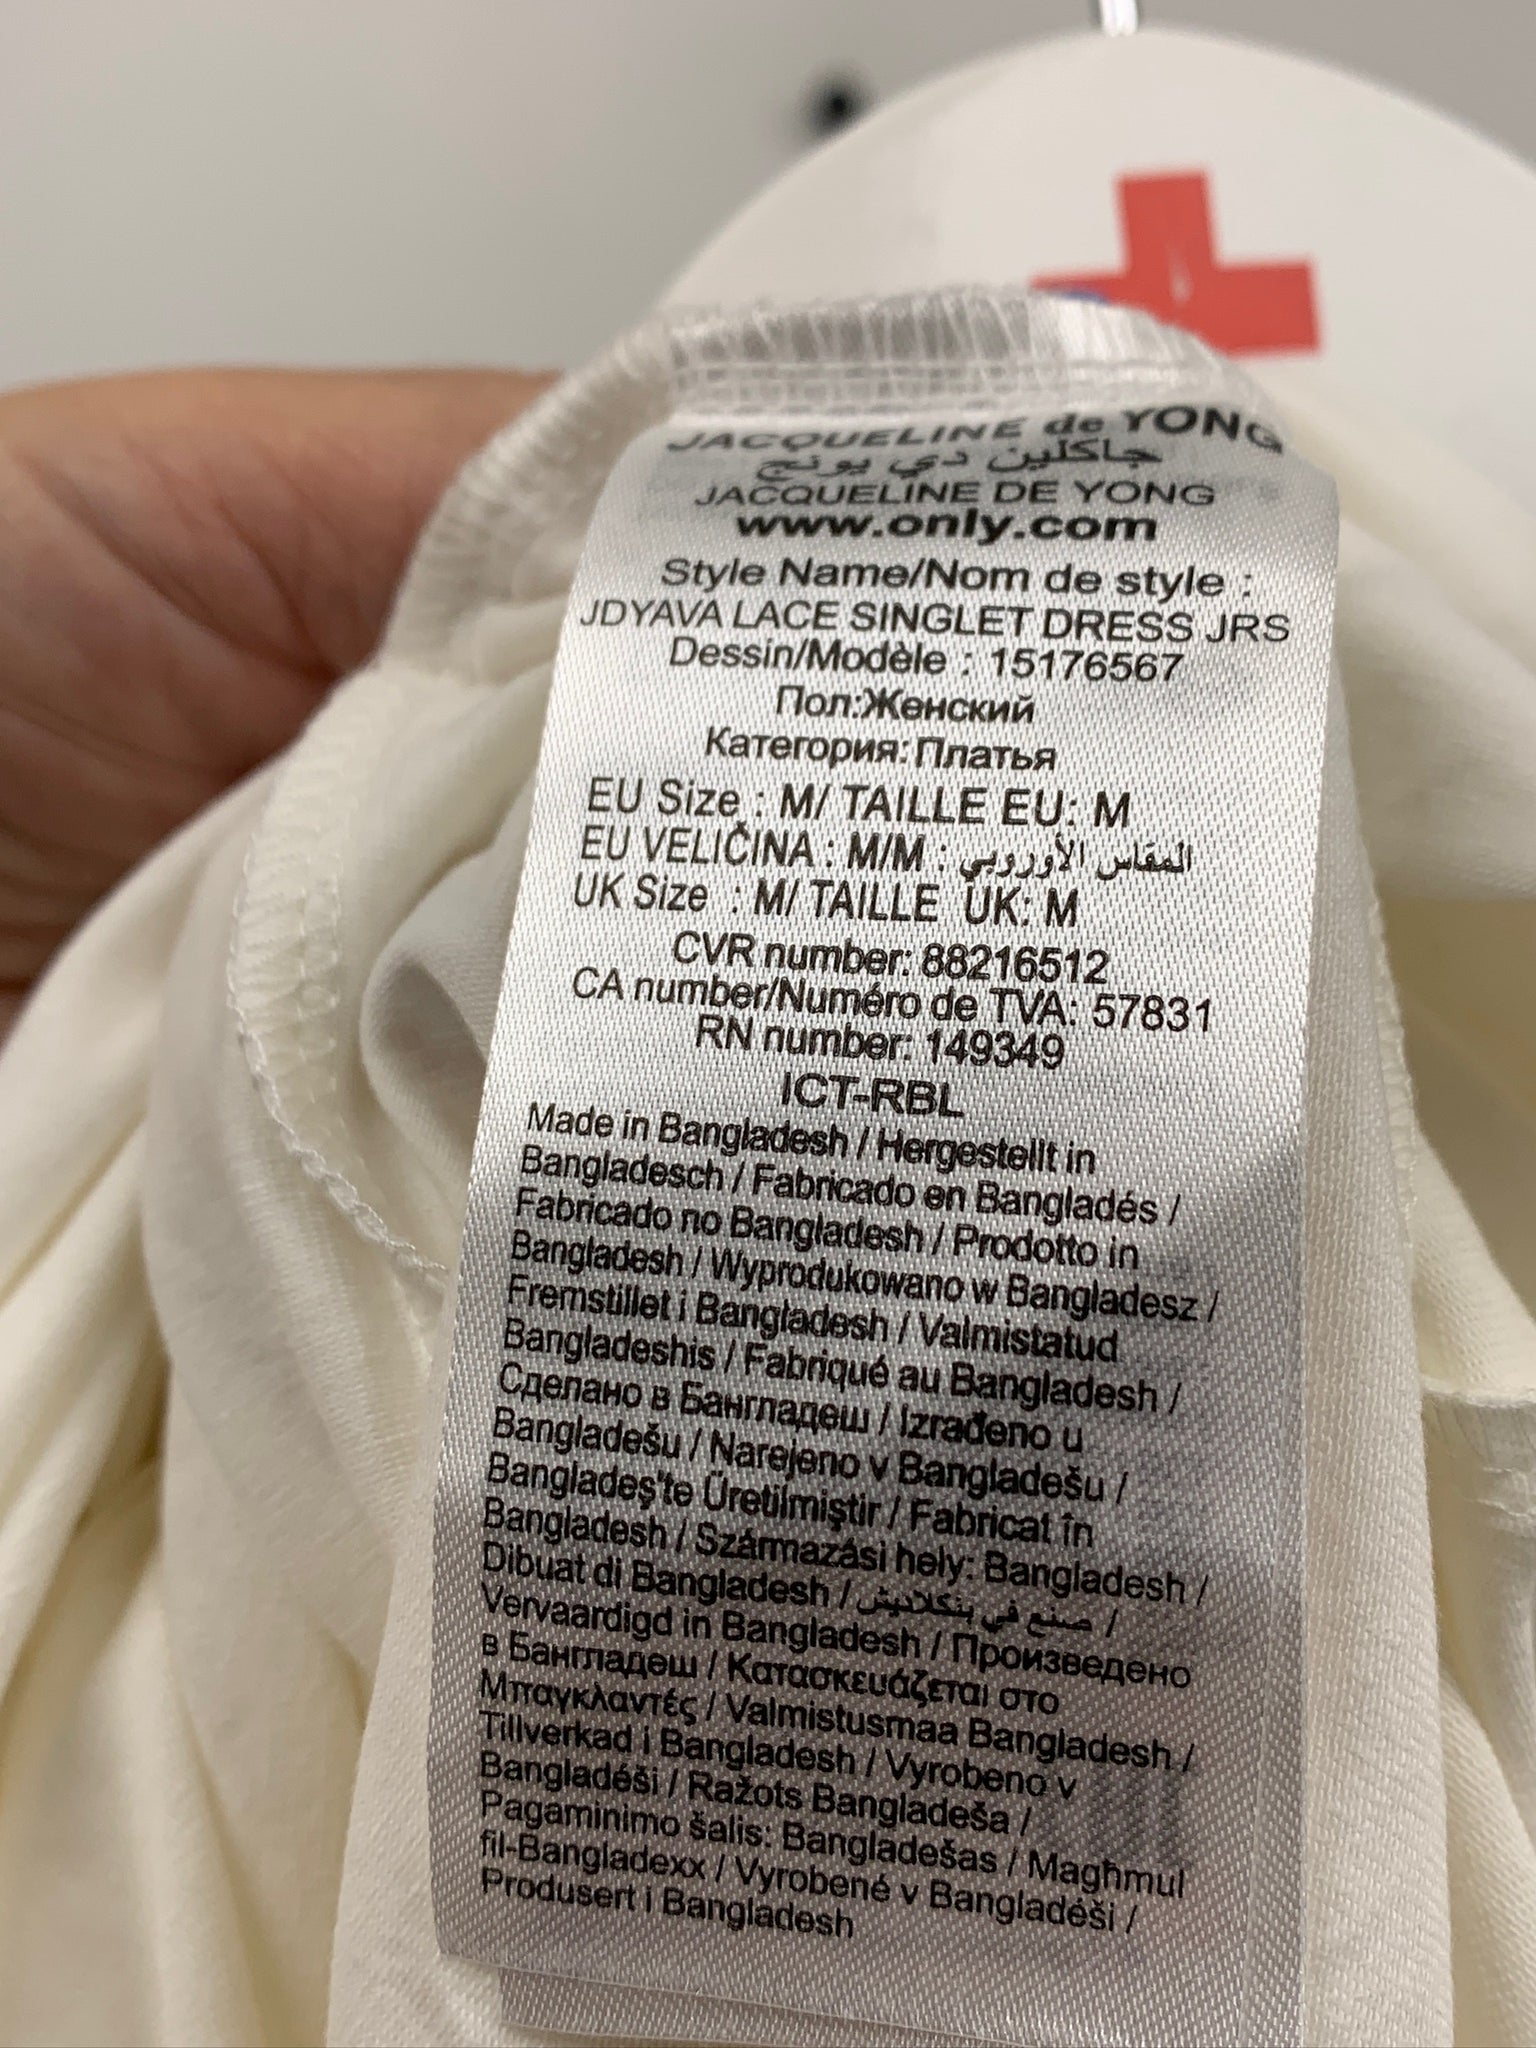 JACQUELINE de YONG
جاكلين دي يونج
JACQUELINE DE YONG
www.only.com
Style Name/Nom de style :
JDYAVA LACE SINGLET DRESS JRS
Dessin/Modèle : 15176567
Пол:Женский
Категория:Платья
EU Size : M/ TAILLE EU: M
EU VELIČINA : M/M : المقاس الأوروبي
UK Size : M/ TAILLE UK: M
CVR number: 88216512
CA number/Numéro de TVA: 57831
RN number: 149349
ICT-RBL
Made in Bangladesh / Hergestellt in
Bangladesch / Fabricado en Bangladés /
Fabricado no Bangladesh / Prodotto in
Bangladesh / Wyprodukowano w Bangladesz /
Fremstillet i Bangladesh / Valmistatud
Bangladeshis / Fabriqué au Bangladesh /
Сделано в Бангладеш / Izrađeno u
Bangladešu / Narejeno v Bangladešu /
Bangladeş'te Üretilmiştir / Fabricat în
Bangladesh / Származási hely: Bangladesh /
Dibuat di Bangladesh / صنع في بنكلاديش /
Vervaardigd in Bangladesh / Произведено
в Бангладеш / Κατασκευάζεται στο
Μπαγκλαντές / Valmistusmaa Bangladesh /
Tillverkad i Bangladesh / Vyrobeno v
Bangladéši / Ražots Bangladeša /
Pagaminimo šalis: Bangladešas / Magħmul
fil-Bangladexx / Vyrobené v Bangladéši /
Produsert i Bangladesh